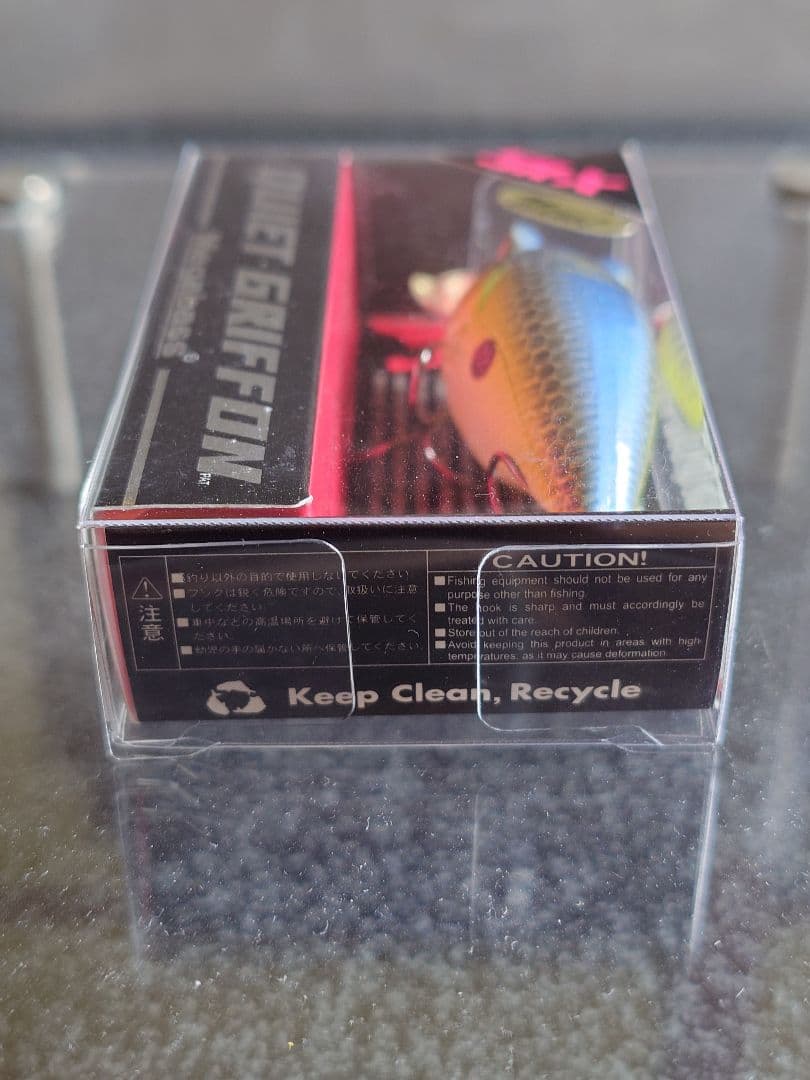 QUIET GRIFFON
PAT.
注意
■釣り以外の目的で使用しないでください
■フックは鋭く危険ですので、取扱いに注意
してください
■車中などの高温場所を避けて保管してく
ださい
■幼児の手の届かない所へ保管してください
CAUTION!
■Fishing equipment should not be used for any
purpose other than fishing.
■The hook is sharp and must accordingly be
treated with care.
■Store out of the reach of children.
■Avoid keeping this product in areas with high
temperatures, as it may cause deformation.
Keep Clean, Recycle